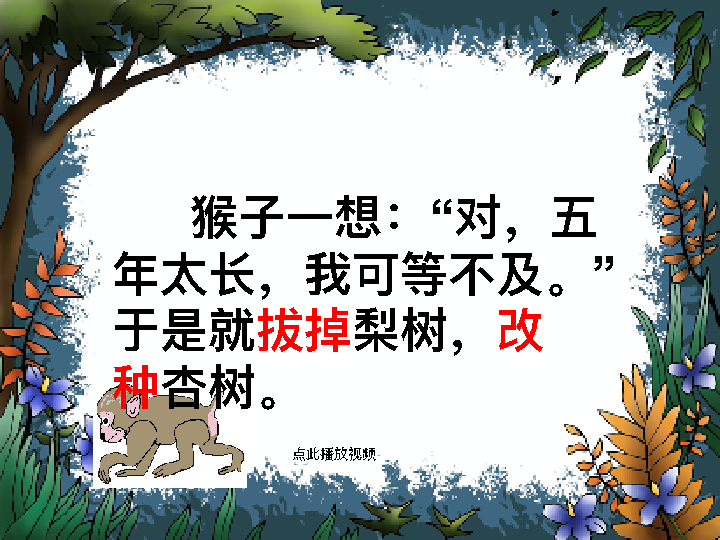 猴子一想：“对，五
年太长，我可等不及。”
于是就拔掉梨树，改
种杏树。
点此播放视频